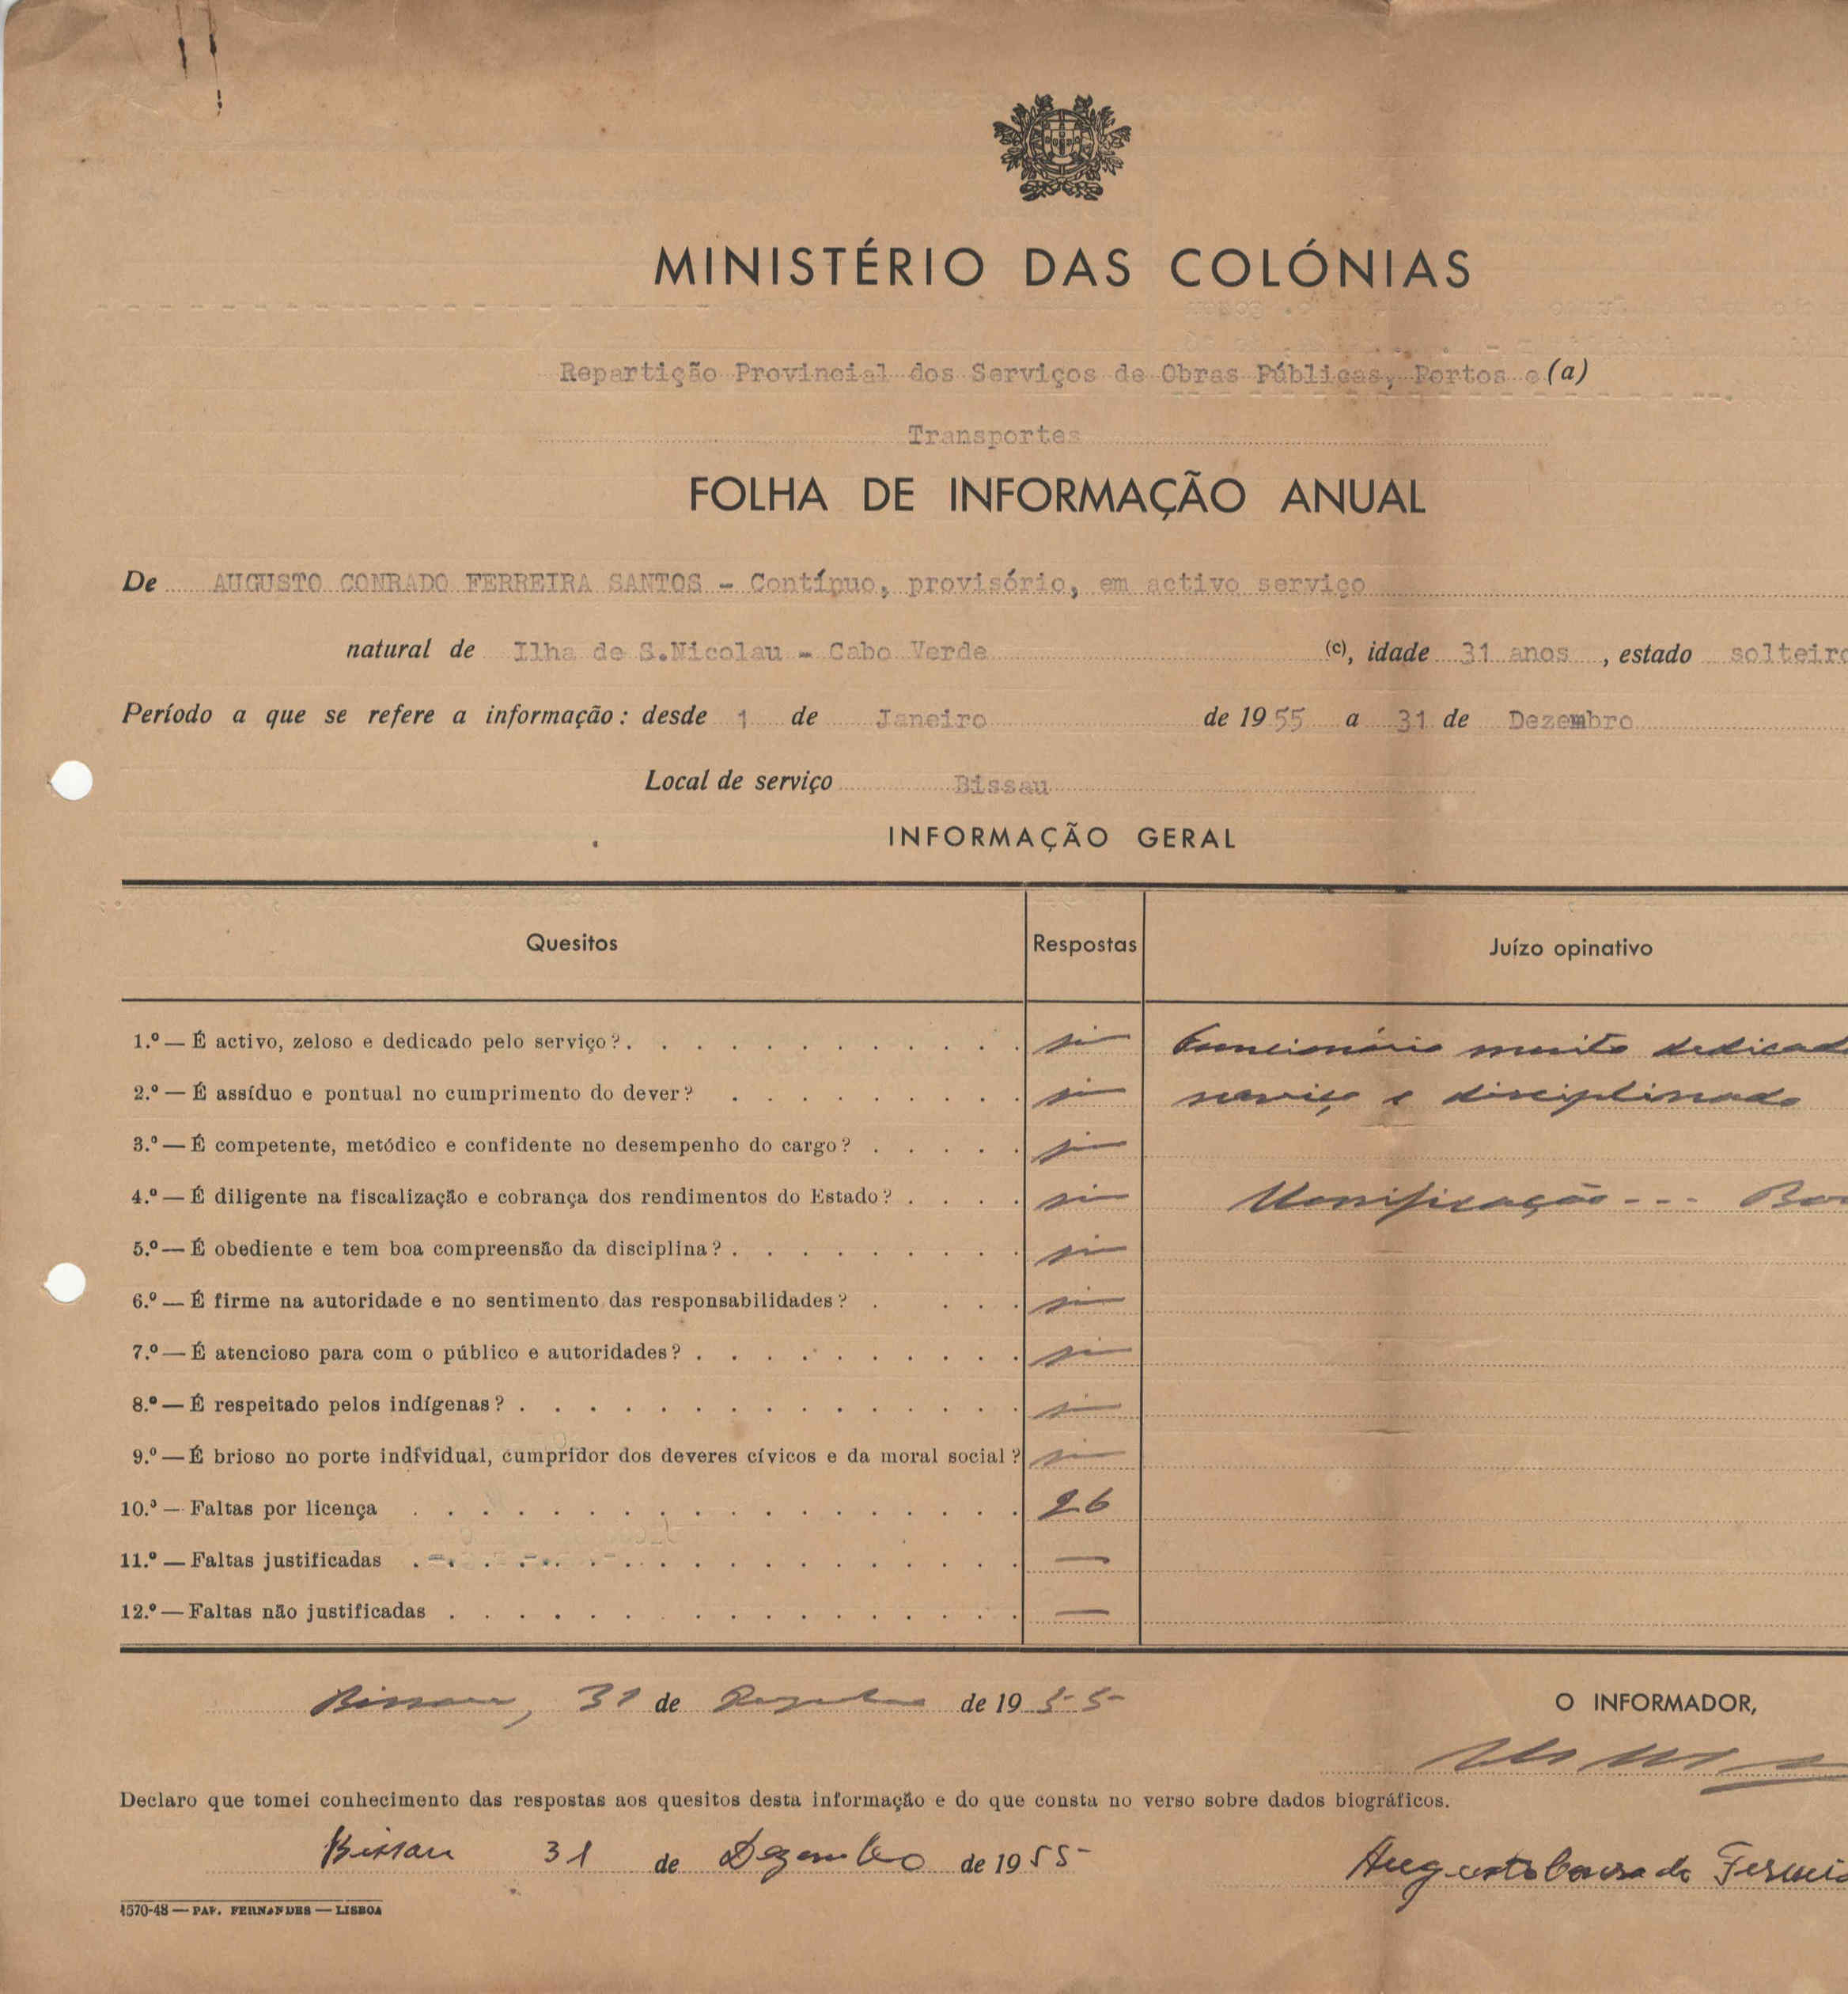 MINISTÉRIO DAS COLÓNIAS
Repartição Provincial dos Serviços de Obras Públicas, Portos e (a)
Transportes
FOLHA DE INFORMAÇÃO ANUAL
De AUGUSTO CONRADO FERREIRA SANTOS - Contípuo, provisório, em activo serviço
natural de Ilha de S.Nicolau - Cabo Verde (c), idade 31 anos , estado solteiro
Período a que se refere a informação: desde 1 de Janeiro de 1955 a 31 de Dezembro
Local de serviço Bissau
INFORMAÇÃO GERAL
Quesitos Respostas Juízo opinativo
1.º — É activo, zeloso e dedicado pelo serviço? sim Funcionário muito dedicad
2.º — É assíduo e pontual no cumprimento do dever? sim serviço e disciplinado
3.º — É competente, metódico e confidente no desempenho do cargo? sim
4.º — É diligente na fiscalização e cobrança dos rendimentos do Estado? sim --- Bo
5.º — É obediente e tem boa compreensão da disciplina? sim
6.º — É firme na autoridade e no sentimento das responsabilidades? sim
7.º — É atencioso para com o público e autoridades? sim
8.º — É respeitado pelos indígenas? sim
9.º — É brioso no porte indívidual, cumpridor dos deveres cívicos e da moral social? sim
10.º — Faltas por licença 26
11.º — Faltas justificadas —
12.º — Faltas não justificadas —
Bissau, 31 de Dezembro de 1955
O INFORMADOR,
Declaro que tomei conhecimento das respostas aos quesitos desta informação e do que consta no verso sobre dados biográficos.
Bissau 31 de Dezembro de 1955 Augusto Conrado Ferreira
1570-48 — PAP. FERNANDES — LISBOA